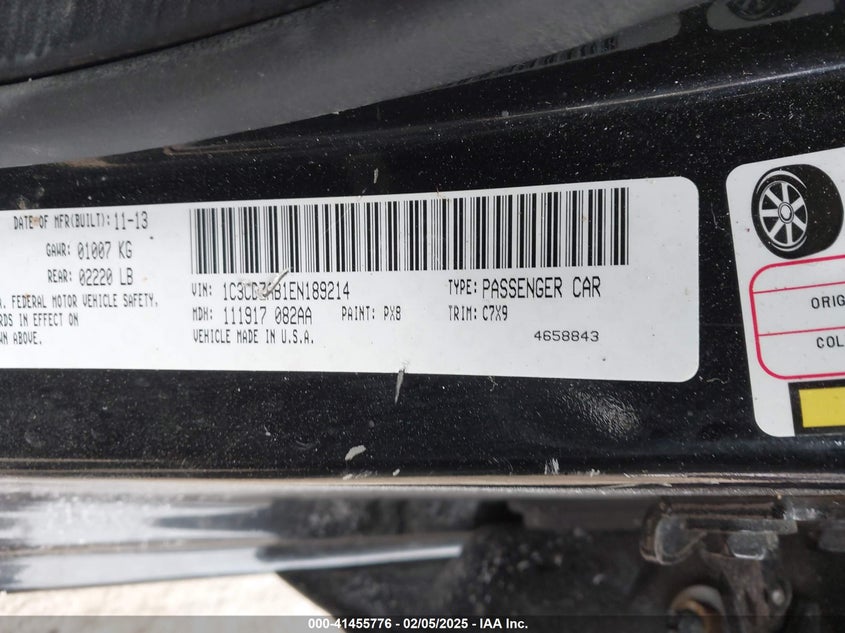 DATE OF MFR(BUILT): 11-13
GAWR: 01007 KG
REAR: 02220 LB
A. FEDERAL MOTOR VEHICLE SAFETY,
RDS IN EFFECT ON
WN ABOVE.
VIN: 1C3CDZAB1EN189214
TYPE: PASSENGER CAR
MDH: 111917 082AA
PAINT: PX8
TRIM: C7X9
VEHICLE MADE IN U.S.A.
4658843
ORIG
COL
000-41455776 - 02/05/2025 - IAA Inc.